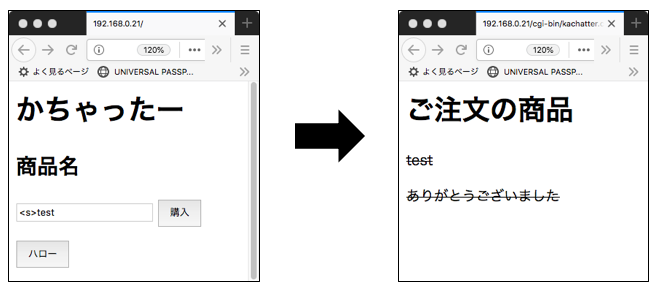 192.168.0.21/
120%
よく見るページ
UNIVERSAL PASSP...
かちゃったー
商品名
<s>test
購入
ハロー
192.168.0.21/cgi-bin/kachatter.c
120%
よく見るページ
UNIVERSAL PASSP...
ご注文の商品
test
ありがとうございました